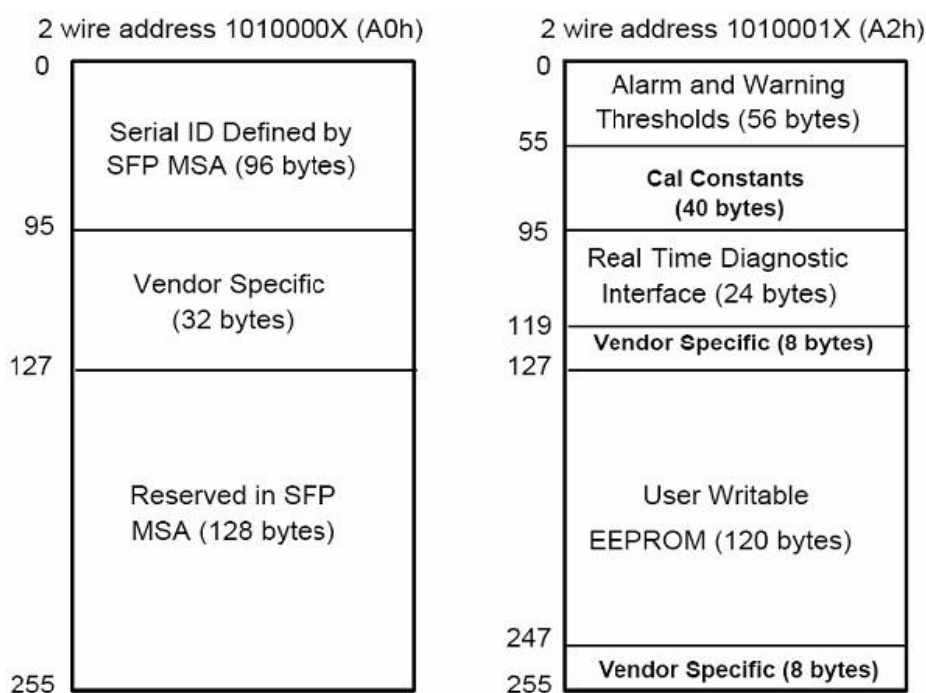 2 wire address 1010000X (A0h)
0
Serial ID Defined by
SFP MSA (96 bytes)
95
Vendor Specific
(32 bytes)
127
Reserved in SFP
MSA (128 bytes)
255
2 wire address 1010001X (A2h)
0
Alarm and Warning
Thresholds (56 bytes)
55
Cal Constants
(40 bytes)
95
Real Time Diagnostic
Interface (24 bytes)
119
Vendor Specific (8 bytes)
127
User Writable
EEPROM (120 bytes)
247
Vendor Specific (8 bytes)
255